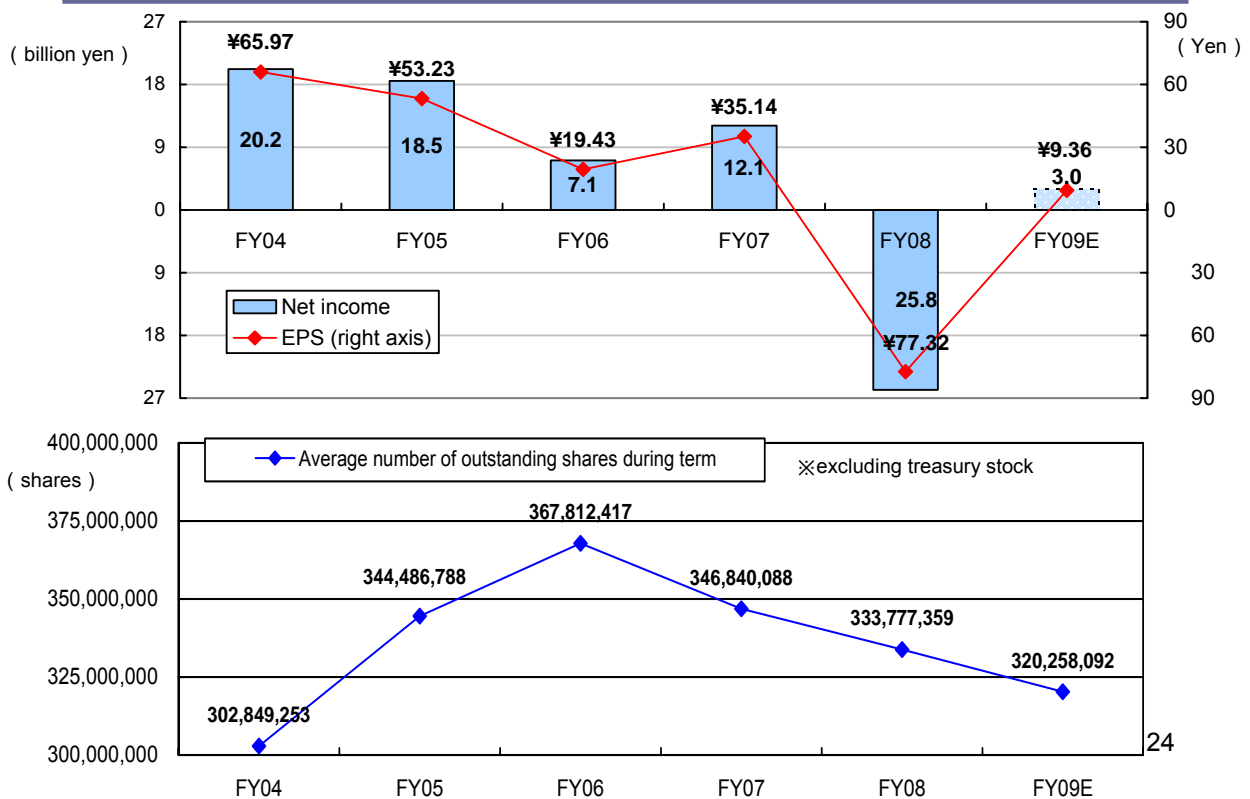 27
90
( billion yen )
( Yen )
¥65.97
¥53.23
¥35.14
18
60
20.2
18.5
¥19.43
¥9.36
9
30
7.1
12.1
3.0
0
0
FY04
FY05
FY06
FY07
FY08
FY09E
9
30
Net income
25.8
EPS (right axis)
18
¥77.32
60
27
90
400,000,000
Average number of outstanding shares during term
※excluding treasury stock
( shares )
375,000,000
367,812,417
344,486,788
346,840,088
350,000,000
333,777,359
320,258,092
325,000,000
302,849,253
300,000,000
24
FY04
FY05
FY06
FY07
FY08
FY09E